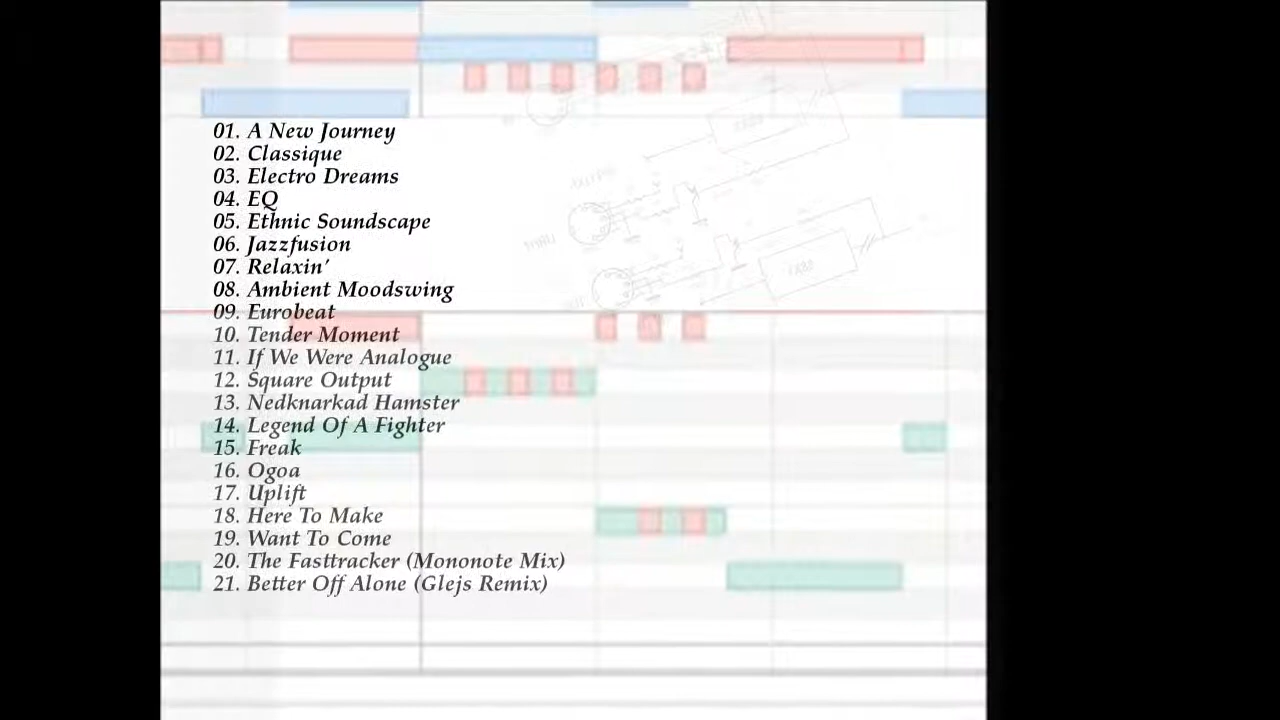 01. A New Journey
02. Classique
03. Electro Dreams
04. EQ
05. Ethnic Soundscape
06. Jazzfusion
07. Relaxin'
08. Ambient Moodswing
09. Eurobeat
10. Tender Moment
11. If We Were Analogue
12. Square Output
13. Nedknarkad Hamster
14. Legend Of A Fighter
15. Freak
16. Ogoa
17. Uplift
18. Here To Make
19. Want To Come
20. The Fasttracker (Mononote Mix)
21. Better Off Alone (Glejs Remix)